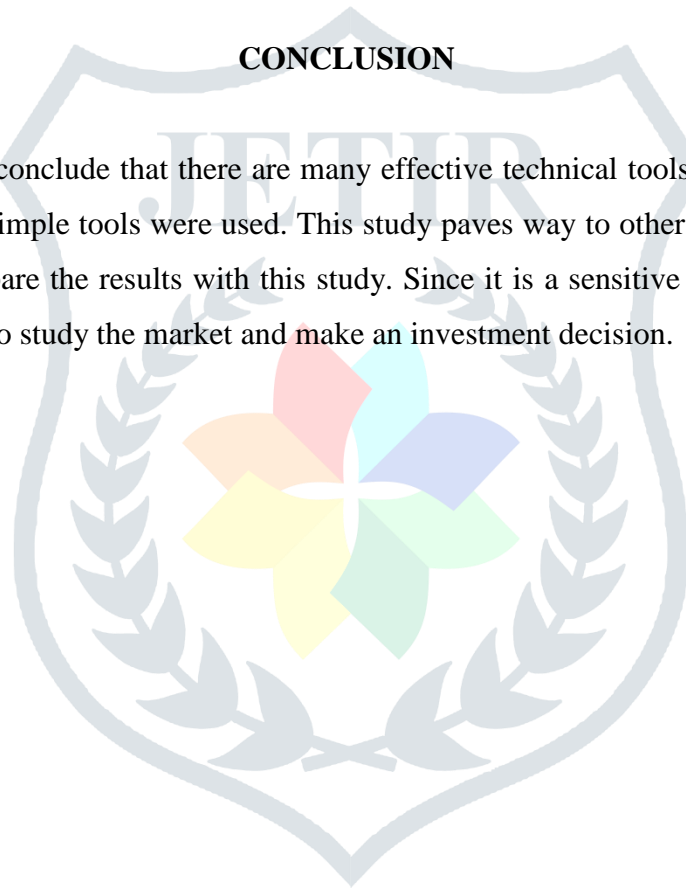 CONCLUSION
JETIR
conclude that there are many effective technical tools
imple tools were used. This study paves way to other
are the results with this study. Since it is a sensitive
o study the market and make an investment decision.